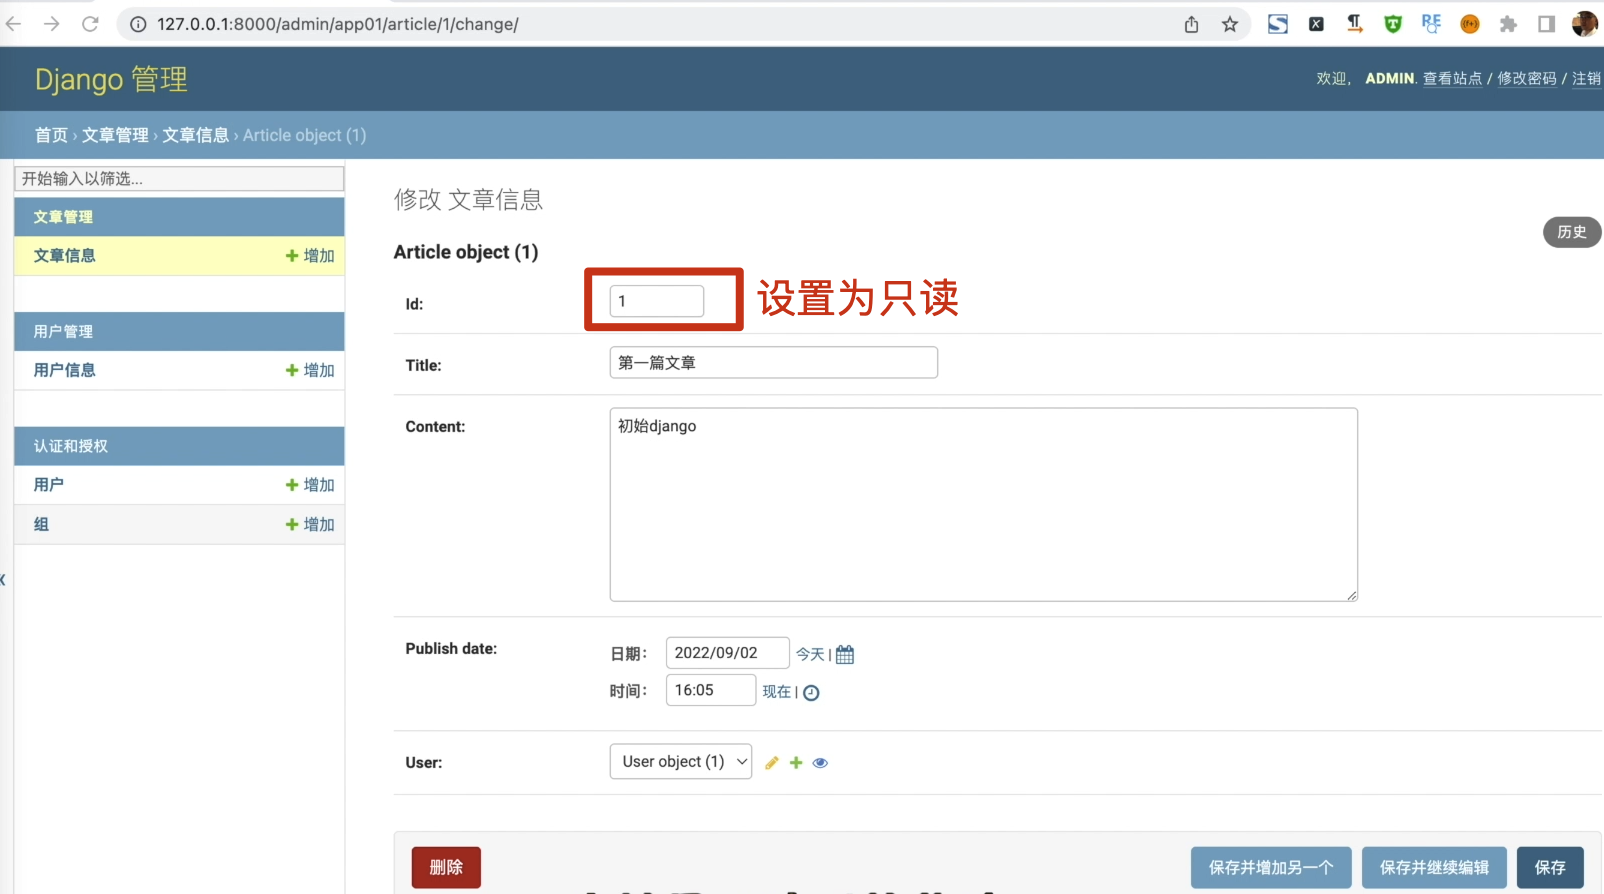 127.0.0.1:8000/admin/app01/article/1/change/
Django 管理
欢迎， ADMIN. 查看站点 / 修改密码 / 注销
首页 › 文章管理 › 文章信息 › Article object (1)
开始输入以筛选...
文章管理
文章信息 增加
用户管理
用户信息 增加
认证和授权
用户 增加
组 增加
修改 文章信息
历史
Article object (1)
Id: 1 设置为只读
Title: 第一篇文章
Content: 初始django
Publish date: 日期： 2022/09/02 今天 |
时间： 16:05 现在 |
User: User object (1)
删除 保存并增加另一个 保存并继续编辑 保存